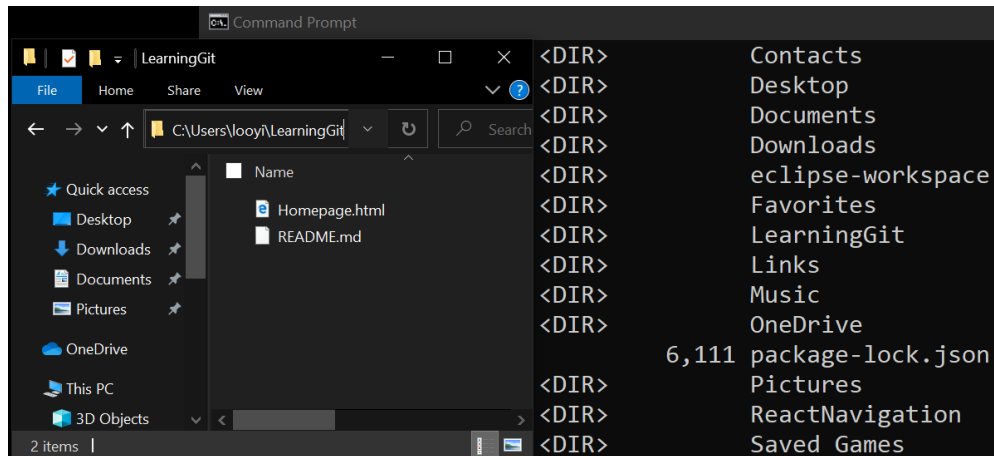 Command Prompt
LearningGit
File Home Share View
C:\Users\looyi\LearningGit
Search
Name
Homepage.html
README.md
Quick access
Desktop
Downloads
Documents
Pictures
OneDrive
This PC
3D Objects
2 items
<DIR> Contacts
<DIR> Desktop
<DIR> Documents
<DIR> Downloads
<DIR> eclipse-workspace
<DIR> Favorites
<DIR> LearningGit
<DIR> Links
<DIR> Music
<DIR> OneDrive
6,111 package-lock.json
<DIR> Pictures
<DIR> ReactNavigation
<DIR> Saved Games